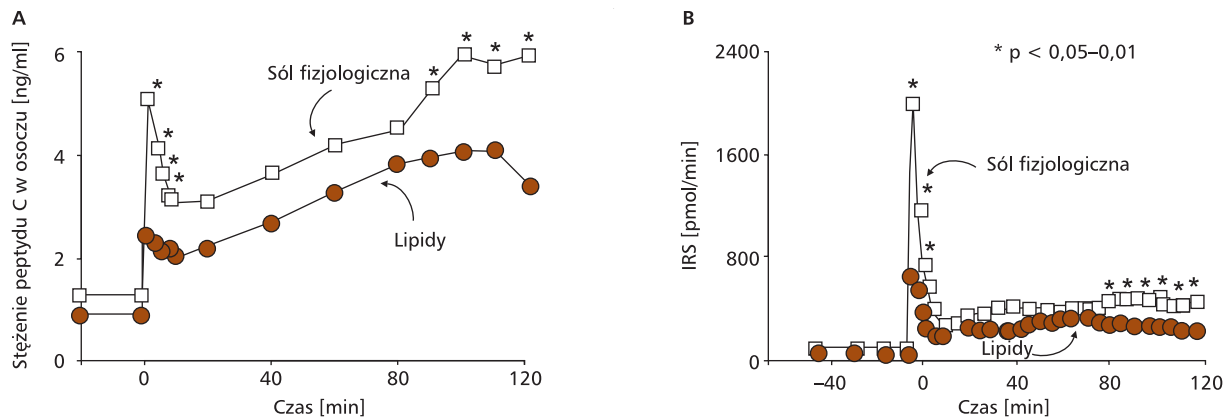 A
Stężenie peptydu C w osoczu [ng/ml]
6
4
2
0
0
40
80
120
Czas [min]
Sól fizjologiczna
Lipidy
* * * * * * * *
B
IRS [pmol/min]
2400
1600
800
0
−40
0
40
80
120
Czas [min]
* p < 0,05–0,01
Sól fizjologiczna
Lipidy
* * * * * * * * *